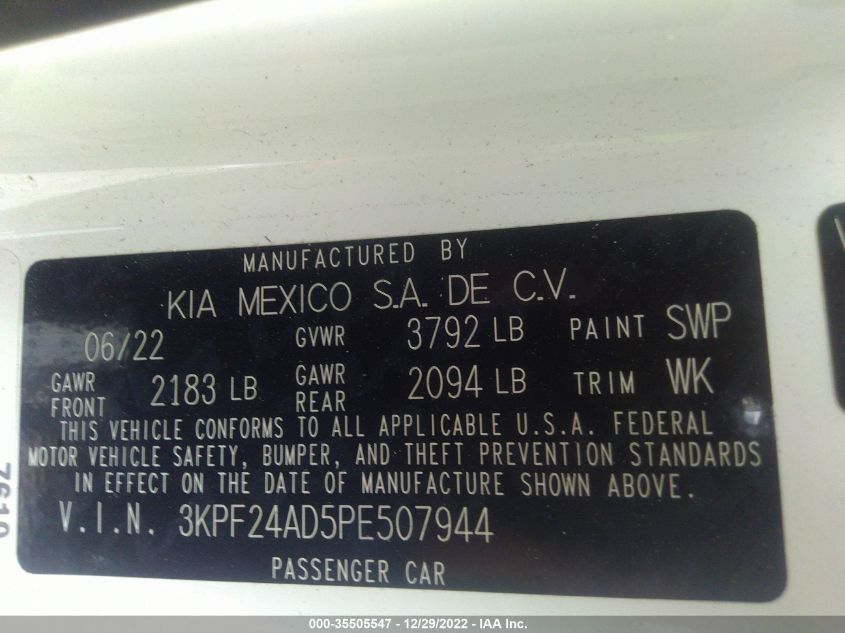 MANUFACTURED BY
KIA MEXICO S.A. DE C.V.
06/22 GVWR 3792 LB PAINT SWP
GAWR FRONT 2183 LB GAWR REAR 2094 LB TRIM WK
THIS VEHICLE CONFORMS TO ALL APPLICABLE U.S.A. FEDERAL
MOTOR VEHICLE SAFETY, BUMPER, AND THEFT PREVENTION STANDARDS
IN EFFECT ON THE DATE OF MANUFACTURE SHOWN ABOVE.
V.I.N. 3KPF24AD5PE507944
PASSENGER CAR
000-35505547 - 12/29/2022 - IAA Inc.